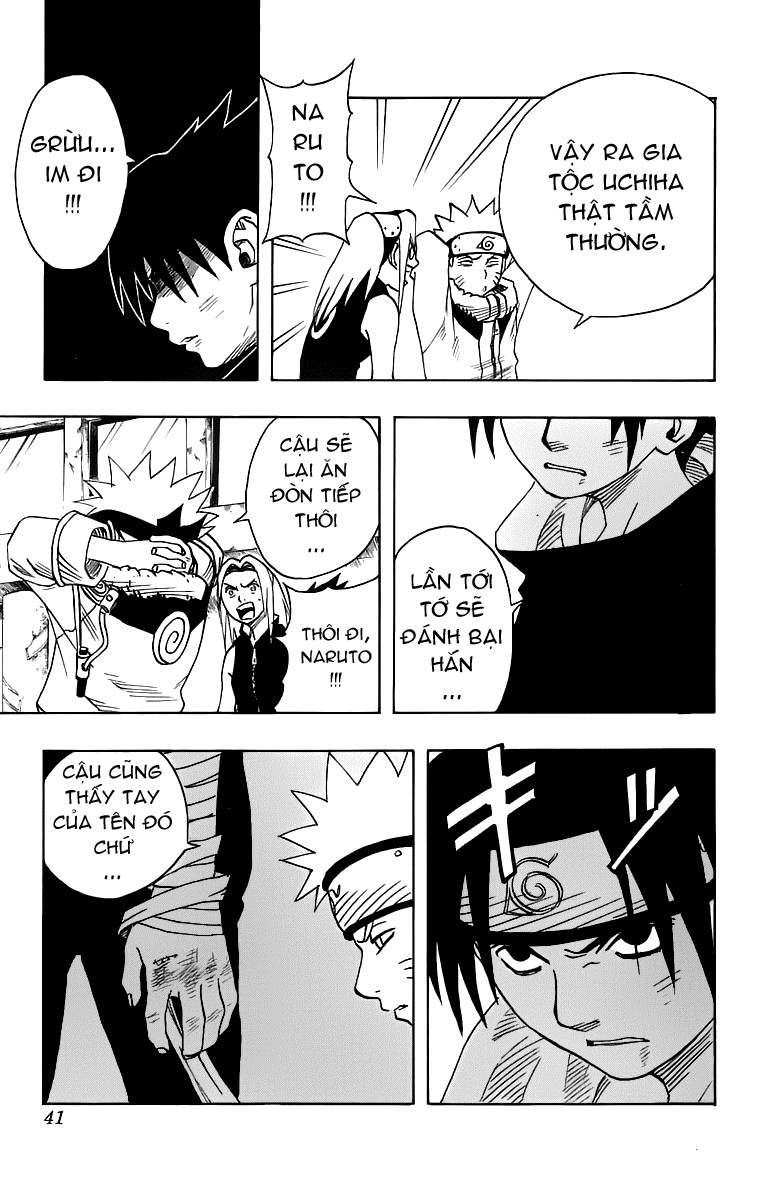 VẬY RA GIA
TỘC UCHIHA
THẬT TẦM
THƯỜNG.
NA
RU
TO
!!!
GRỪU...
IM ĐI
!!!
LẦN TỚI
TỚ SẼ
ĐÁNH BẠI
HẮN
...
CẬU SẼ
LẠI ĂN
ĐÒN TIẾP
THÔI
...
THÔI ĐI,
NARUTO
!!!
ギッ
CẬU CŨNG
THẤY TAY
CỦA TÊN ĐÓ
CHỨ
...
41